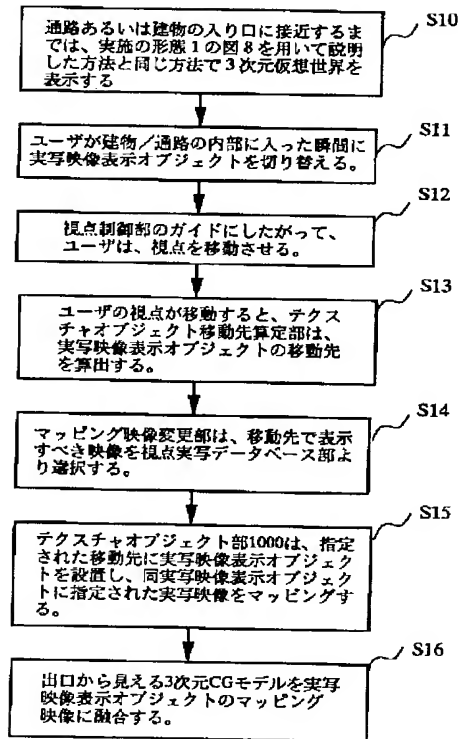 S10
通路あるいは建物の入り口に接近するま
では、実施の形態1の図8を用いて説明
した方法と同じ方法で3次元仮想世界を
表示する
S11
ユーザが建物/通路の内部に入った瞬間に
実写映像表示オブジェクトを切り替える。
S12
視点制御部のガイドにしたがって、
ユーザは、視点を移動させる。
S13
ユーザの視点が移動すると、テクス
チャオブジェクト移動先算定部は、
実写映像表示オブジェクトの移動先
を算出する。
S14
マッピング映像変更部は、移動先で表示
すべき映像を視点実写データベース部よ
り選択する。
S15
テクスチャオブジェクト部1000は、指定
された移動先に実写映像表示オブジェク
トを設置し、同実写映像表示オブジェク
トに指定された実写映像をマッピングす
る。
S16
出口から見える3次元CGモデルを実写
映像表示オブジェクトのマッピング
映像に融合する。